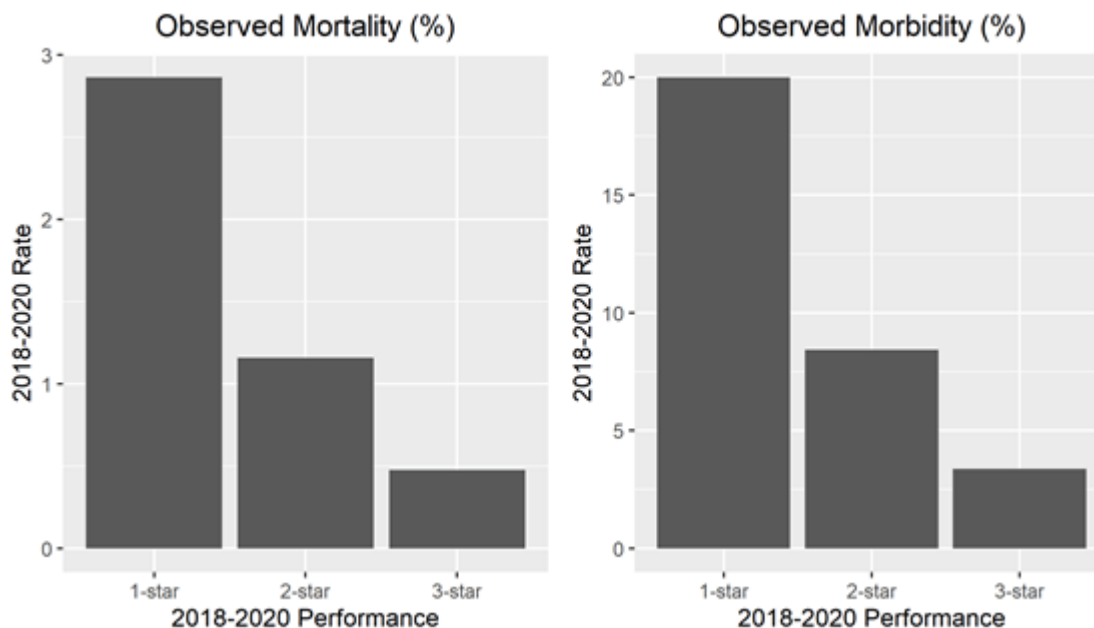 Observed Mortality (%)
3
2
1
0
2018-2020 Rate
1-star 2-star 3-star
2018-2020 Performance
Observed Morbidity (%)
20
15
10
5
0
2018-2020 Rate
1-star 2-star 3-star
2018-2020 Performance